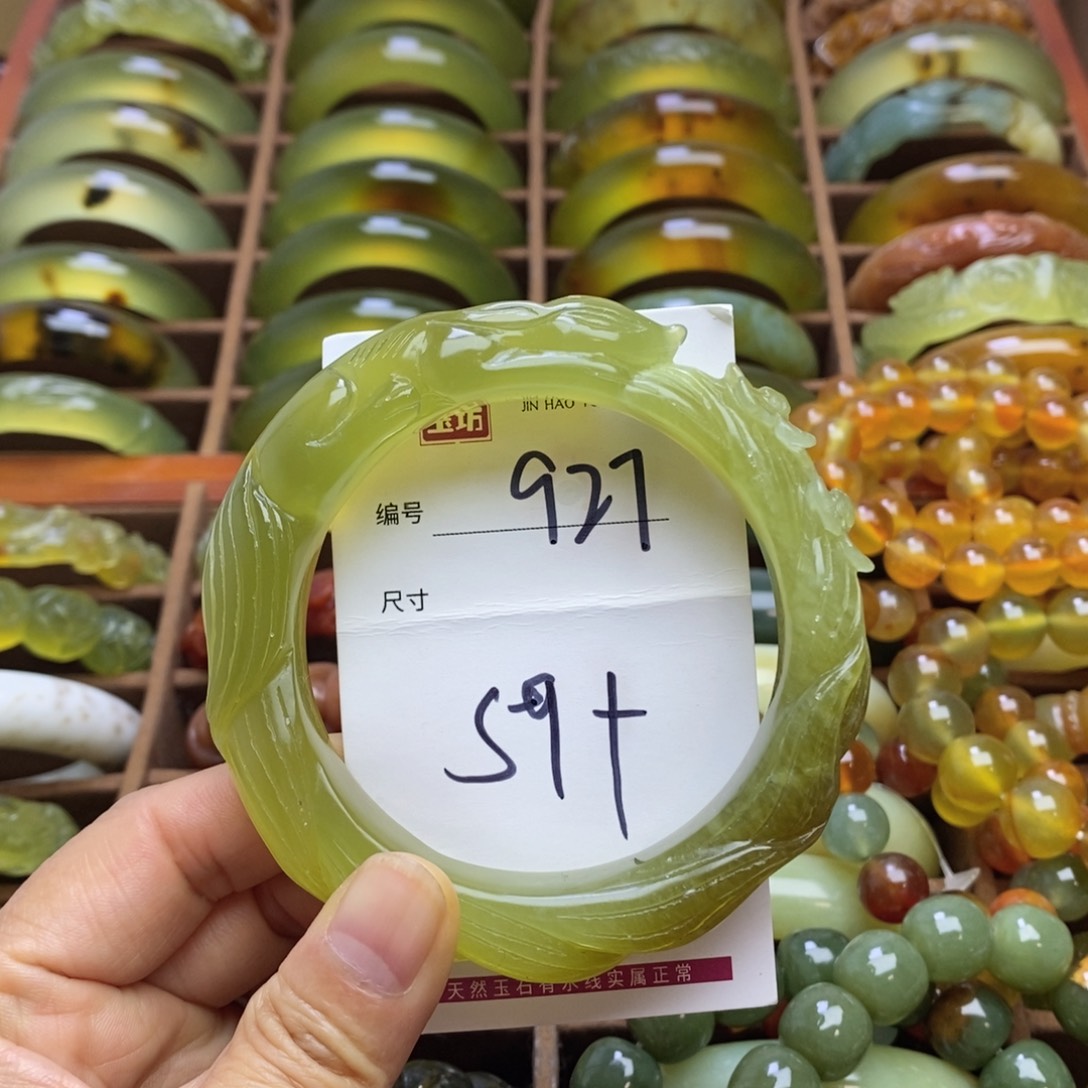 玉坊
JIN HAO
编号 927
尺寸
59+
天然玉石有水线实属正常